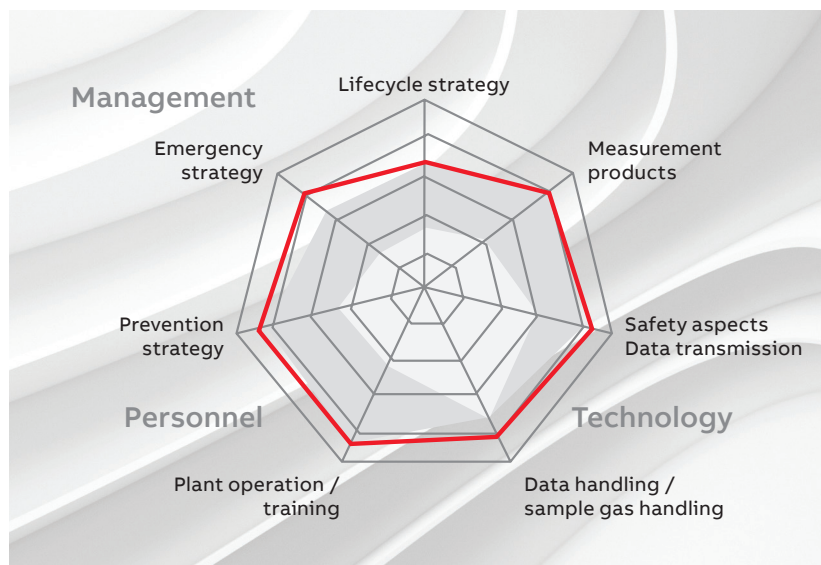 Lifecycle strategy
Management
Emergency
strategy
Measurement
products
Prevention
strategy
Safety aspects
Data transmission
Personnel
Technology
Plant operation /
training
Data handling /
sample gas handling